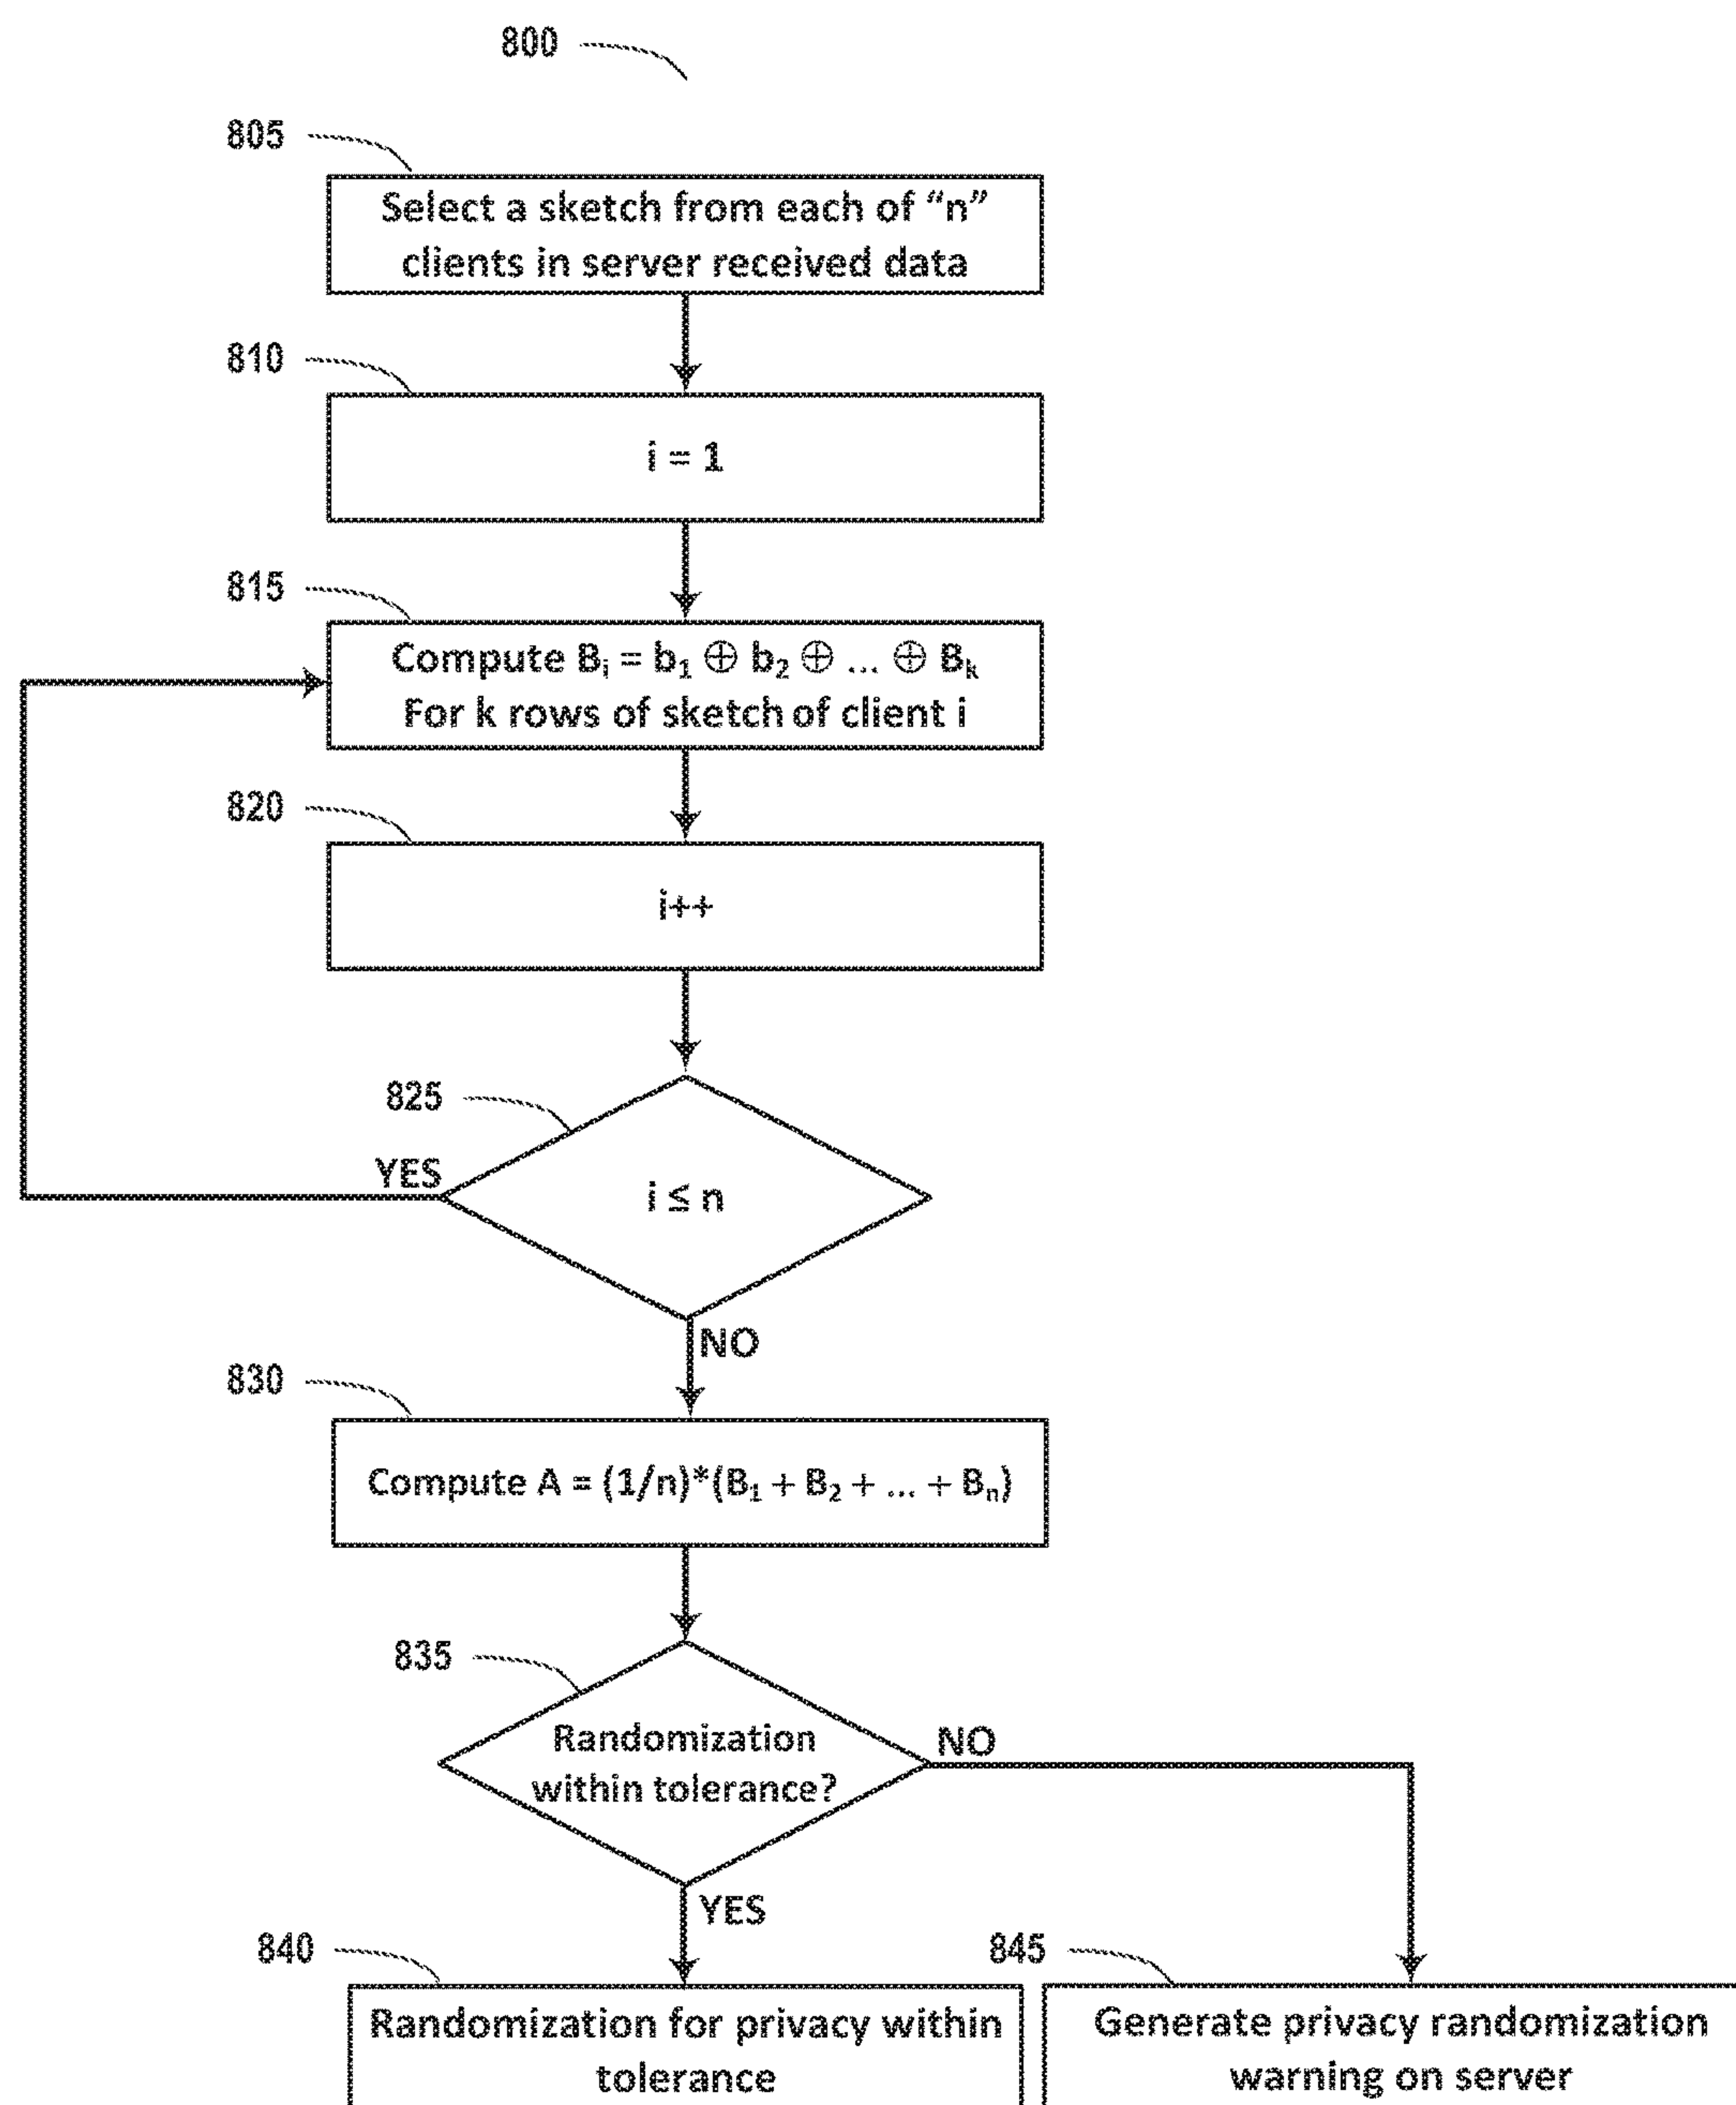 800
805
Select a sketch from each of “n”
clients in server received data
810
i = 1
815
Compute Bᵢ = b₁ ⊕ b₂ ⊕ ... ⊕ Bₖ
For k rows of sketch of client i
820
i++
825
YES
i ≤ n
NO
830
Compute A = (1/n)*(B₁ + B₂ + ... + Bₙ)
835
Randomization
within tolerance?
NO
YES
840
Randomization for privacy within
tolerance
845
Generate privacy randomization
warning on server